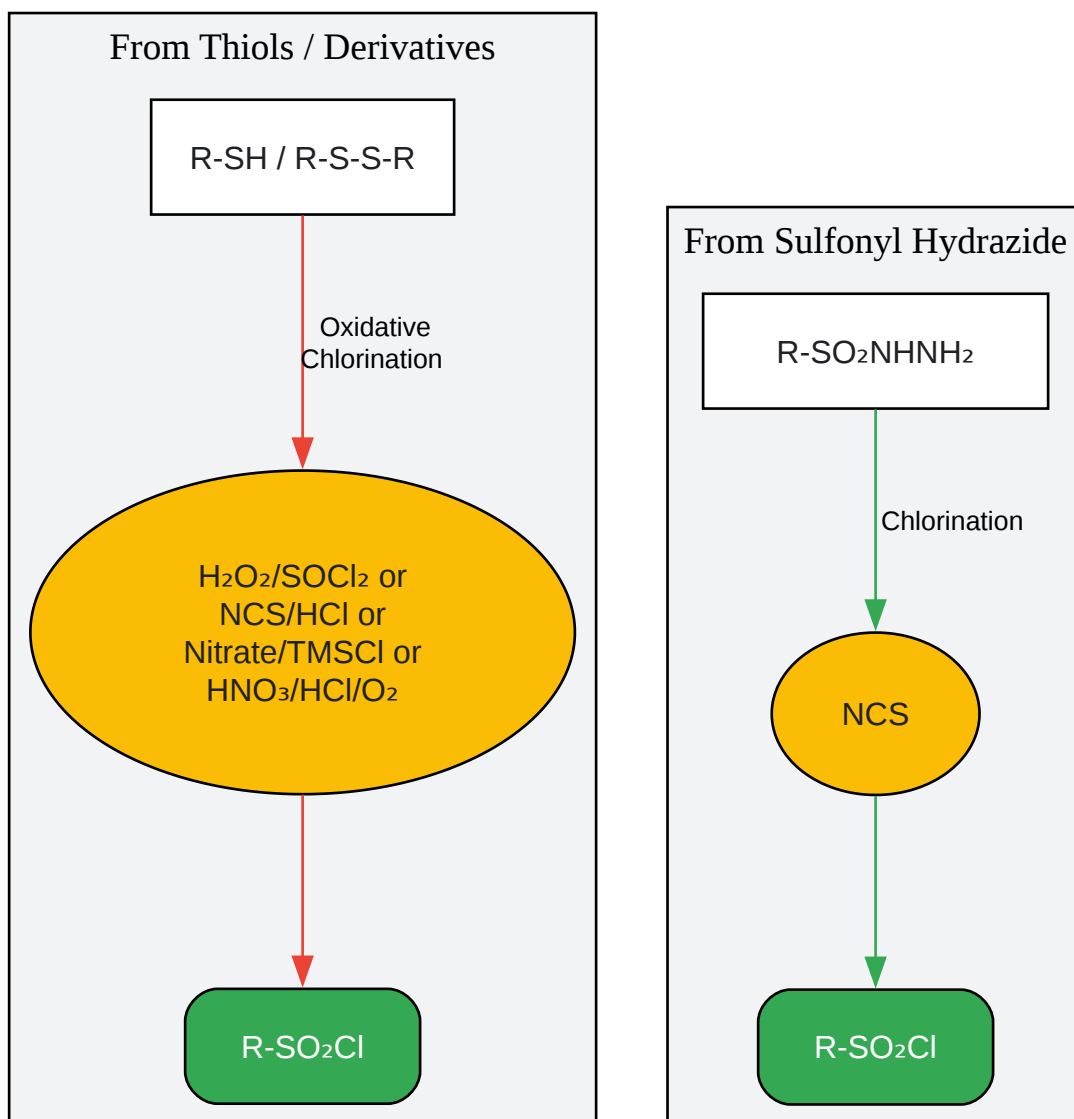 From Thiols / Derivatives
R-SH / R-S-S-R
Oxidative
Chlorination
H₂O₂/SOCl₂ or
NCS/HCl or
Nitrate/TMSCl or
HNO₃/HCl/O₂
R-SO₂Cl
From Sulfonyl Hydrazide
R-SO₂NHNH₂
Chlorination
NCS
R-SO₂Cl